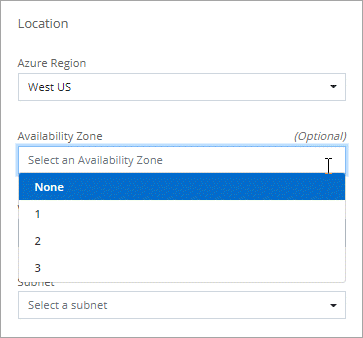 Location
Azure Region
West US
Availability Zone (Optional)
Select an Availability Zone
None
1
2
3
Subnet
Select a subnet